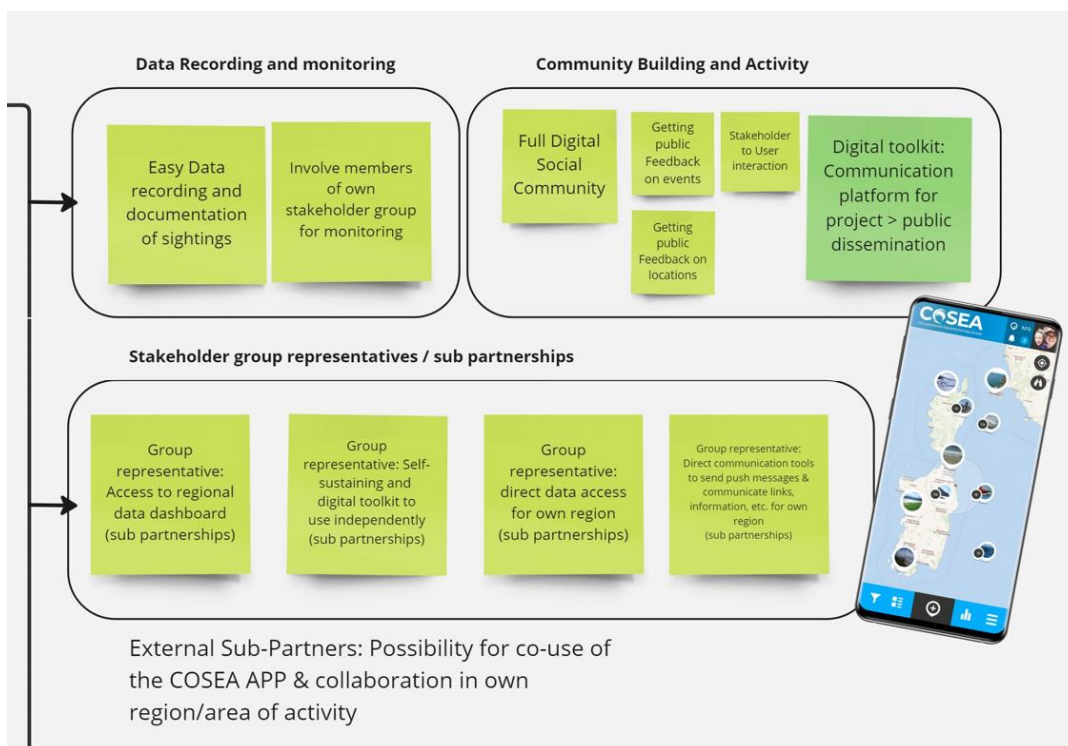 Data Recording and monitoring
Easy Data
recording and
documentation
of sightings
Involve members
of own
stakeholder group
for monitoring
Community Building and Activity
Full Digital
Social
Community
Getting
public
Feedback
on events
Stakeholder
to User
interaction
Getting
public
Feedback on
locations
Digital toolkit:
Communication
platform for
project > public
dissemination
Stakeholder group representatives / sub partnerships
Group
representative:
Access to regional
data dashboard
(sub partnerships)
Group
representative: Self-
sustaining and
digital toolkit to
use independently
(sub partnerships)
Group
representative:
direct data access
for own region
(sub partnerships)
Group representative:
Direct communication tools
to send push messages &
communicate links,
information, etc. for own
region
(sub partnerships)
COSEA
External Sub-Partners: Possibility for co-use of
the COSEA APP & collaboration in own
region/area of activity